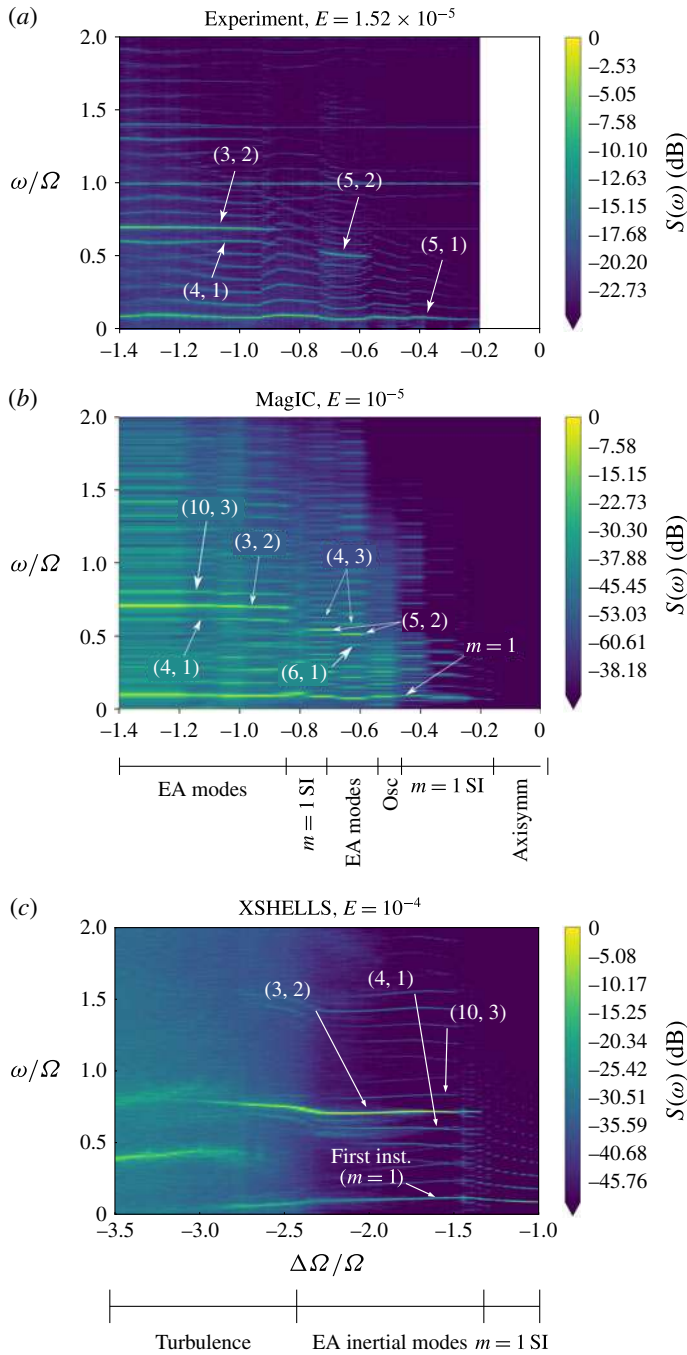 (a) Experiment, E = 1.52 × 10⁻⁵
2.0
1.5
1.0
0.5
0
ω/Ω
(3, 2)
(4, 1)
(5, 2)
(5, 1)
−1.4 −1.2 −1.0 −0.8 −0.6 −0.4 −0.2 0
0
−2.53
−5.05
−7.58
−10.10
−12.63
−15.15
−17.68
−20.20
−22.73
S(ω) (dB)
(b) MagIC, E = 10⁻⁵
2.0
1.5
1.0
0.5
0
ω/Ω
(10, 3)
(3, 2)
(4, 3)
(5, 2)
(4, 1)
(6, 1)
m = 1
−1.4 −1.2 −1.0 −0.8 −0.6 −0.4 −0.2 0
0
−7.58
−15.15
−22.73
−30.30
−37.88
−45.45
−53.03
−60.61
−38.18
S(ω) (dB)
EA modes
m = 1 SI
EA modes
Osc
m = 1 SI
Axisymm
(c) XSHELLS, E = 10⁻⁴
2.0
1.5
1.0
0.5
0
ω/Ω
(3, 2)
(4, 1)
(10, 3)
First inst.
(m = 1)
−3.5 −3.0 −2.5 −2.0 −1.5 −1.0
ΔΩ/Ω
0
−5.08
−10.17
−15.25
−20.34
−25.42
−30.51
−35.59
−40.68
−45.76
S(ω) (dB)
Turbulence EA inertial modes m = 1 SI